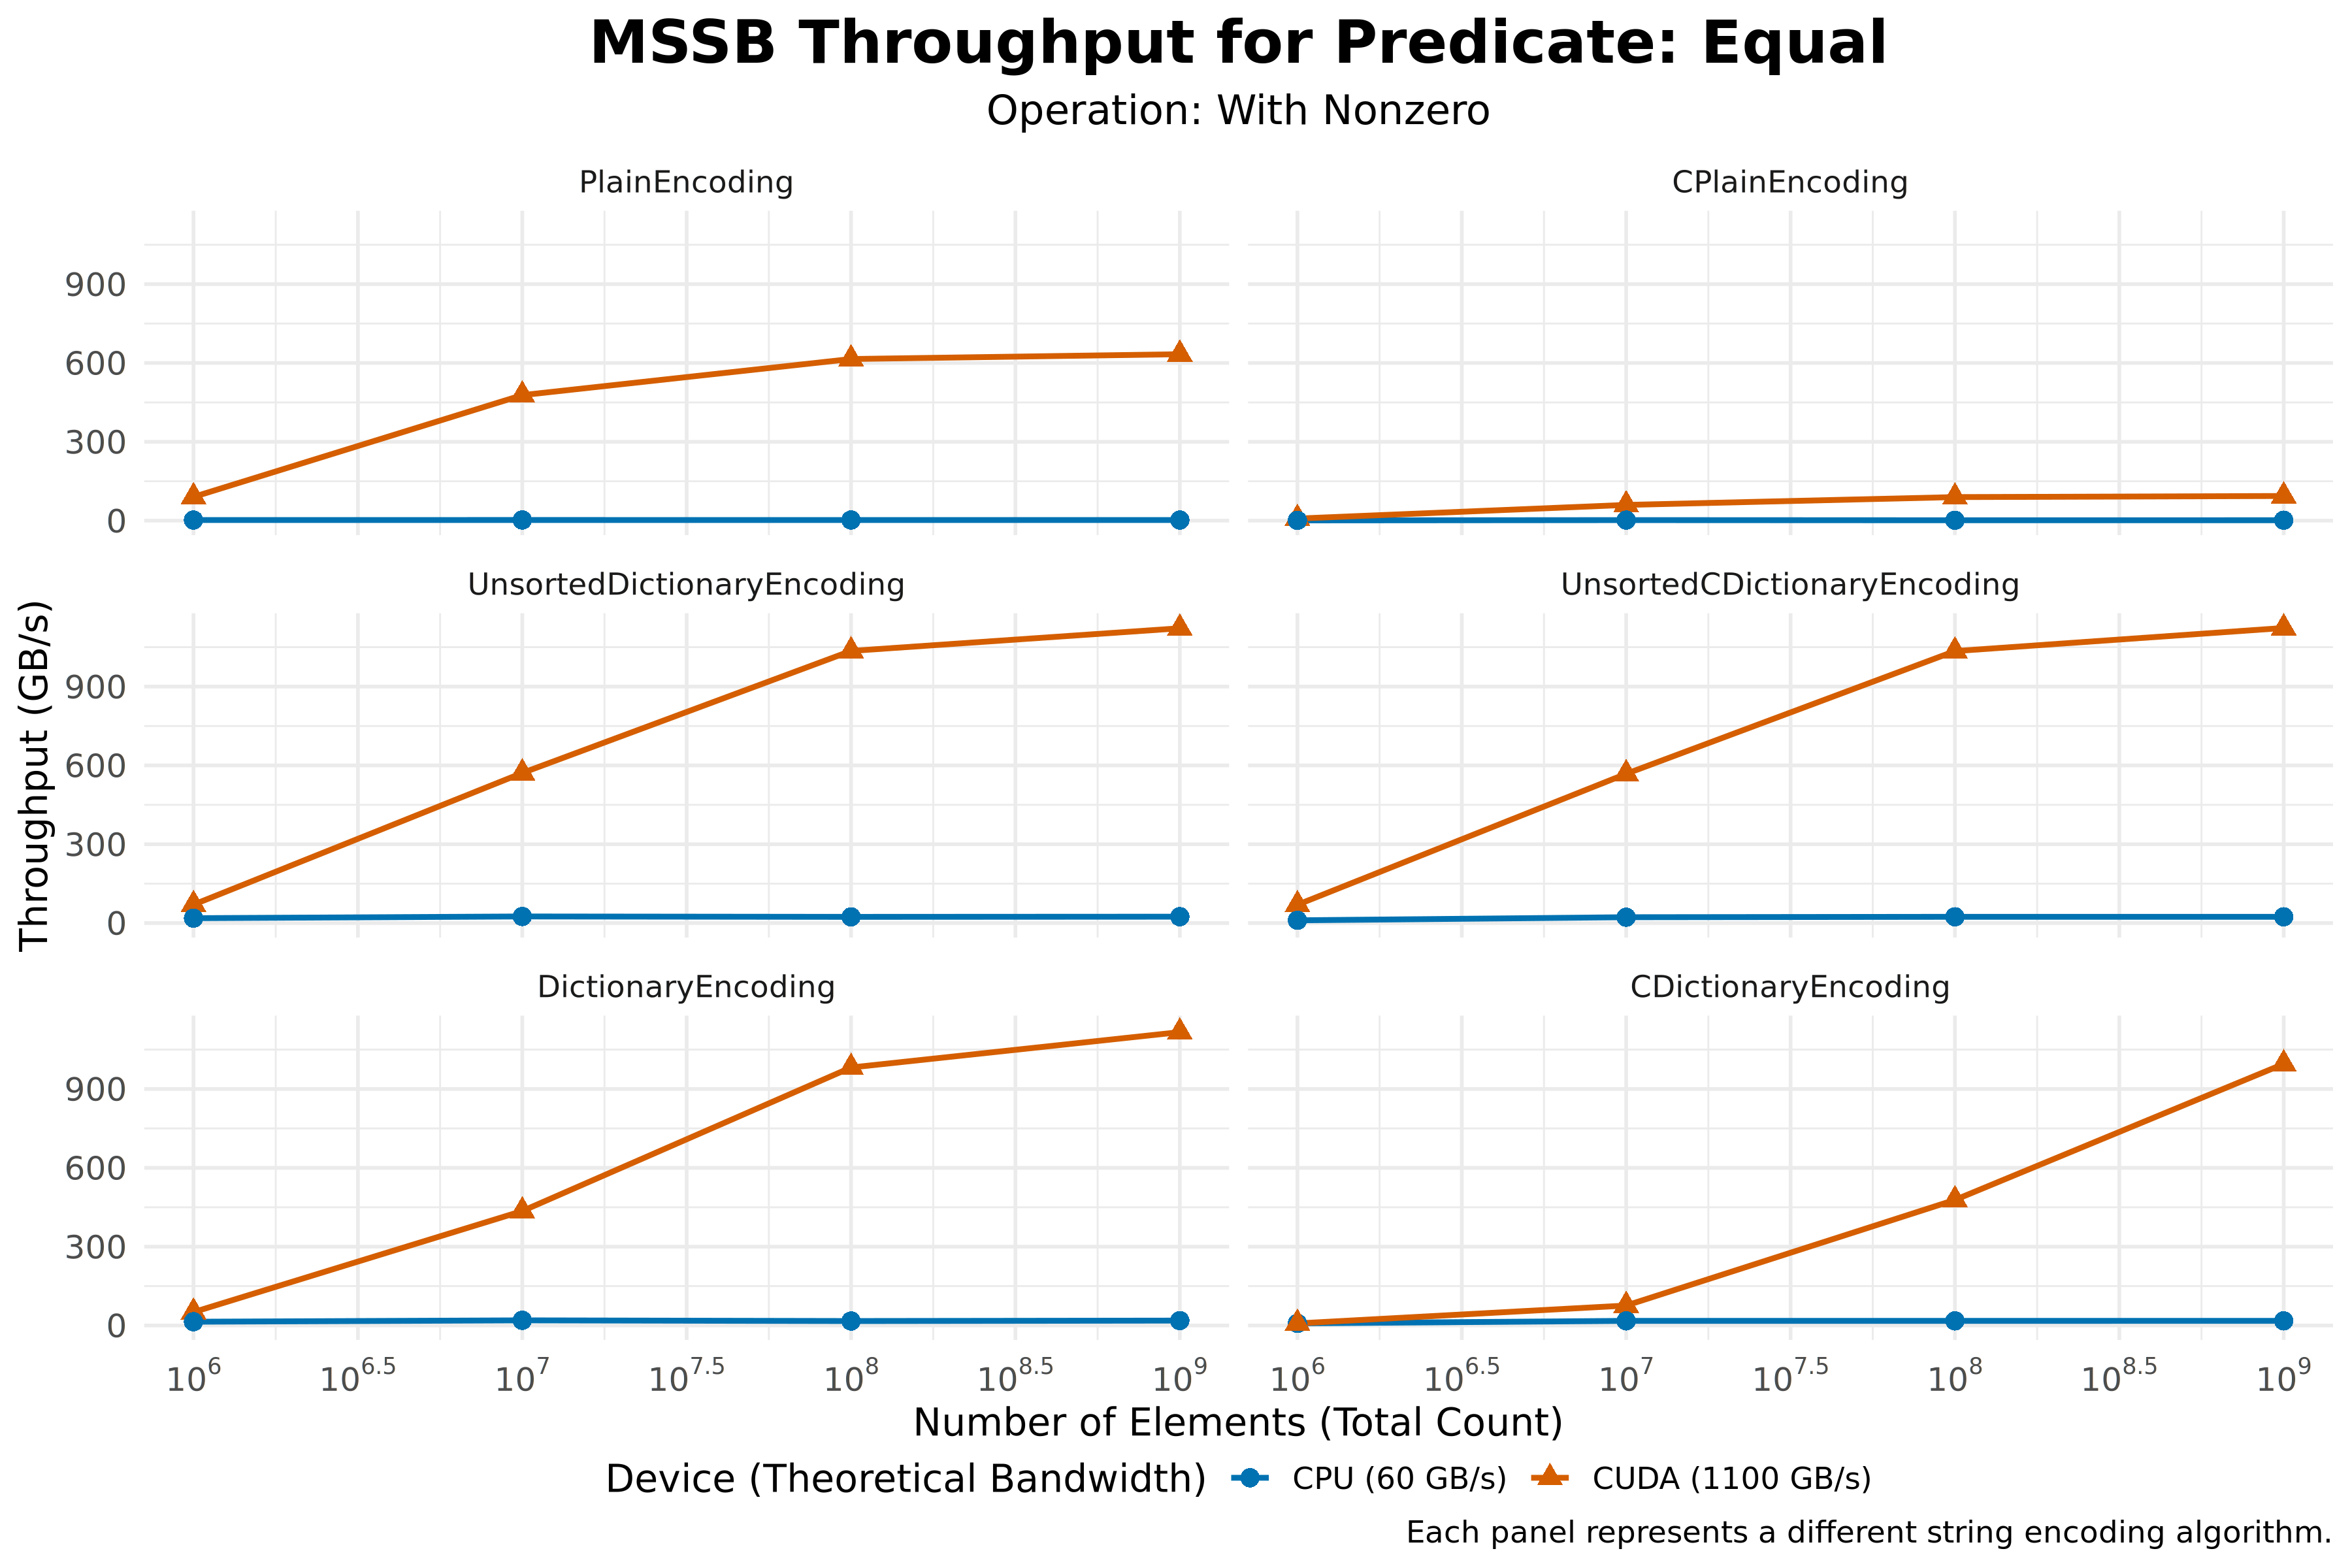 MSSB Throughput for Predicate: Equal
Operation: With Nonzero
PlainEncoding
CPlainEncoding
900
600
300
0
UnsortedDictionaryEncoding
UnsortedCDictionaryEncoding
900
600
300
0
DictionaryEncoding
CDictionaryEncoding
900
600
300
0
Throughput (GB/s)
10^6 10^6.5 10^7 10^7.5 10^8 10^8.5 10^9
10^6 10^6.5 10^7 10^7.5 10^8 10^8.5 10^9
Number of Elements (Total Count)
Device (Theoretical Bandwidth) CPU (60 GB/s) CUDA (1100 GB/s)
Each panel represents a different string encoding algorithm.